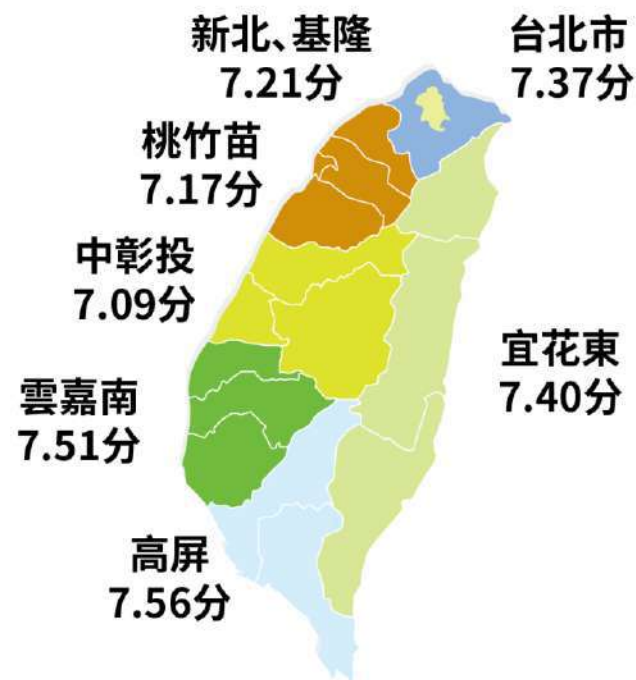 新北、基隆
7.21分
台北市
7.37分
桃竹苗
7.17分
中彰投
7.09分
宜花東
7.40分
雲嘉南
7.51分
高屏
7.56分